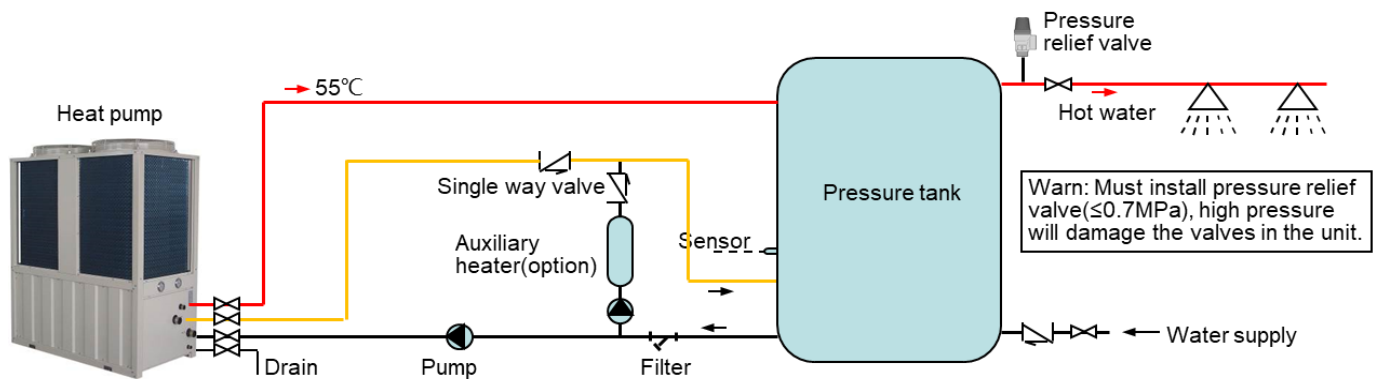 Pressure
relief valve
55℃
Heat pump
Hot water
Single way valve
Pressure tank
Warn: Must install pressure relief
valve(≤0.7MPa), high pressure
will damage the valves in the unit.
Auxiliary
heater(option)
Sensor
Water supply
Drain
Pump
Filter